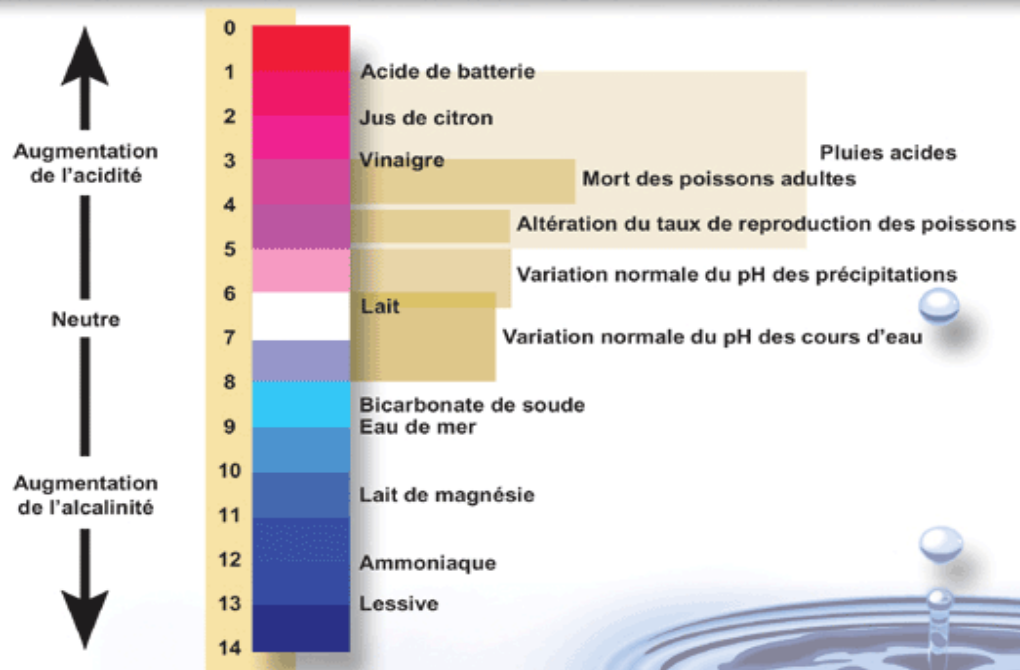 0
1
Acide de batterie
2
Jus de citron
Augmentation
de l'acidité
3
Vinaigre
Pluies acides
Mort des poissons adultes
4
Altération du taux de reproduction des poissons
5
Variation normale du pH des précipitations
6
Lait
Neutre
7
Variation normale du pH des cours d'eau
8
Bicarbonate de soude
9
Eau de mer
10
Augmentation
de l'alcalinité
Lait de magnésie
11
12
Ammoniaque
13
Lessive
14